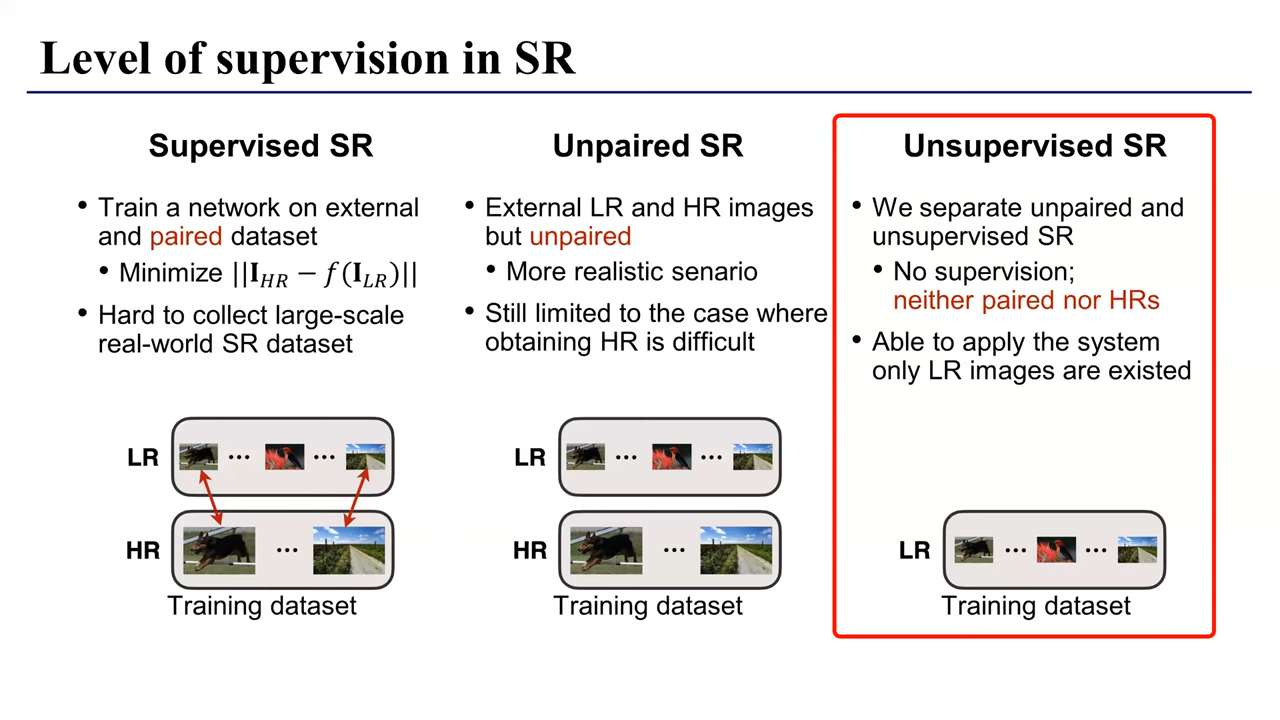 Level of supervision in SR
Supervised SR
• Train a network on external
and paired dataset
• Minimize ||I_HR − f(I_LR)||
• Hard to collect large-scale
real-world SR dataset
LR
... ...
HR
...
Training dataset
Unpaired SR
• External LR and HR images
but unpaired
• More realistic senario
• Still limited to the case where
obtaining HR is difficult
LR
... ...
HR
...
Training dataset
Unsupervised SR
• We separate unpaired and
unsupervised SR
• No supervision;
neither paired nor HRs
• Able to apply the system
only LR images are existed
LR
... ...
Training dataset